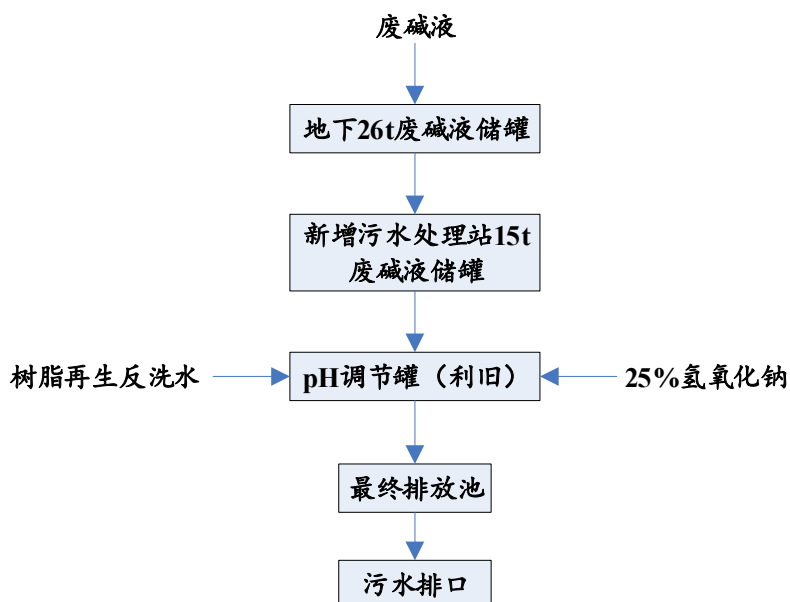 废碱液
地下26t废碱液储罐
新增污水处理站15t
废碱液储罐
树脂再生反洗水
pH调节罐（利旧）
25%氢氧化钠
最终排放池
污水排口